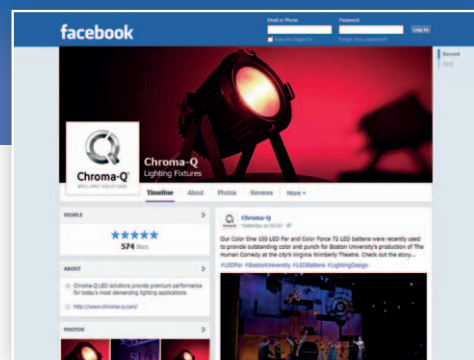 facebook
Email or Phone
Password
Log In
Keep me logged in
Forgot your password?
Recent
2012
Chroma-Q
BRILLIANT SOLUTIONS
Chroma-Q
Lighting Fixtures
Timeline About Photos Reviews More
PEOPLE
574 likes
ABOUT
Chroma-Q LED solutions provide premium performance
for today's most demanding lighting applications.
http://www.chroma-q.com/
PHOTOS
Chroma-Q
Our Color One 100 LED Par and Color Force 72 LED battens were recently used
to provide outstanding color and punch for Boston University's production of The
Human Comedy at the city's Virginia Wimberly Theatre. Check out the story...
#LEDPar #BostonUniversity #LEDBattens #LightingDesign